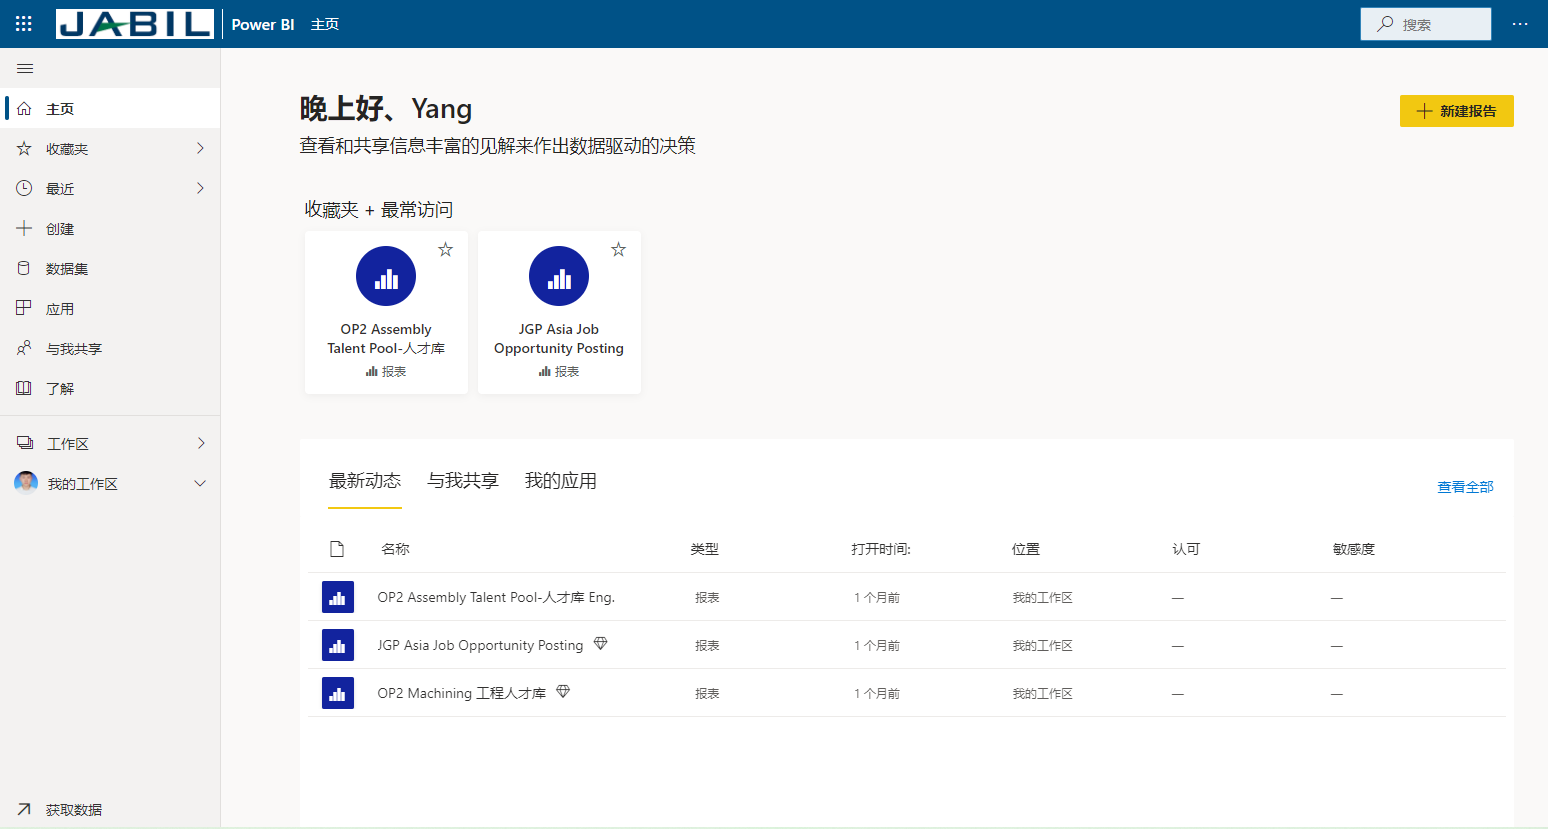 JABIL
Power BI 主页
搜索
主页
收藏夹
最近
创建
数据集
应用
与我共享
了解
工作区
我的工作区
获取数据
晚上好、Yang
查看和共享信息丰富的见解来作出数据驱动的决策
新建报告
收藏夹 + 最常访问
OP2 Assembly
Talent Pool-人才库
报表
JGP Asia Job
Opportunity Posting
报表
最新动态 与我共享 我的应用
查看全部
名称 类型 打开时间: 位置 认可 敏感度
OP2 Assembly Talent Pool-人才库 Eng. 报表 1 个月前 我的工作区 — —
JGP Asia Job Opportunity Posting 报表 1 个月前 我的工作区 — —
OP2 Machining 工程人才库 报表 1 个月前 我的工作区 — —